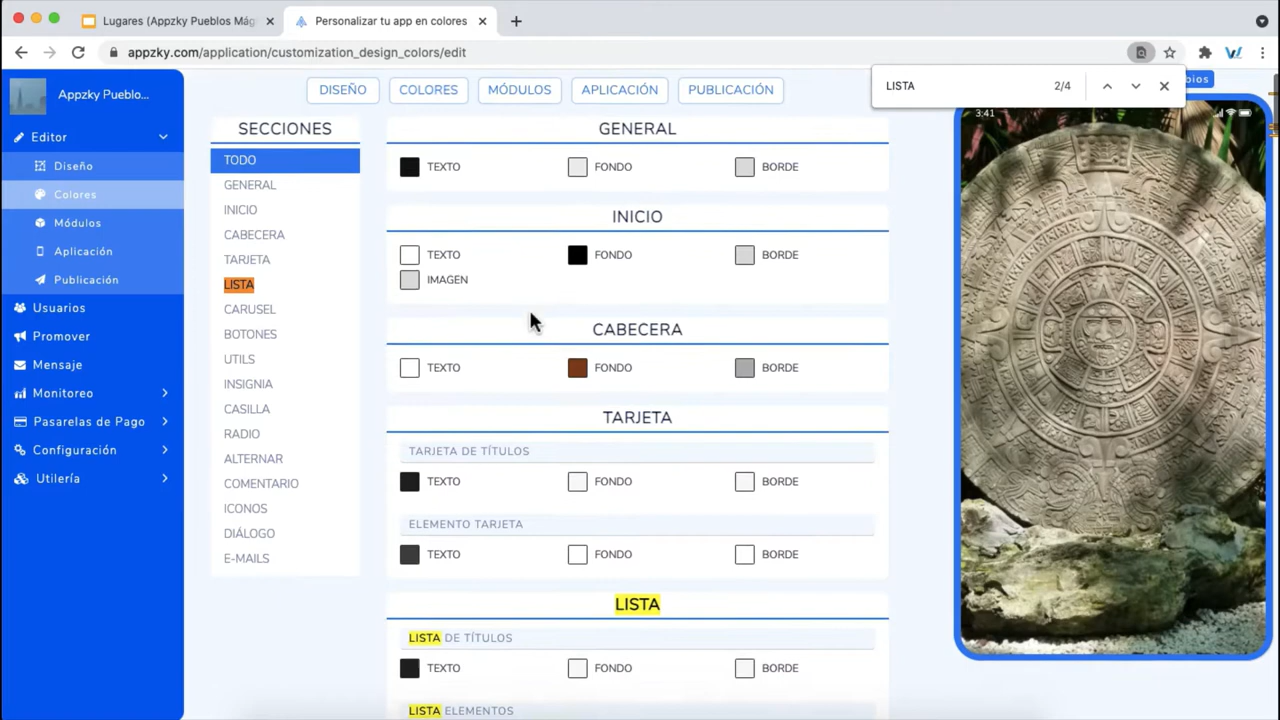 Lugares (Appzky Pueblos Mág
Personalizar tu app en colores
appzky.com/application/customization_design_colors/edit
LISTA
2/4
bios
Appzky Pueblo...
Editor
Diseño
Colores
Módulos
Aplicación
Publicación
Usuarios
Promover
Mensaje
Monitoreo
Pasarelas de Pago
Configuración
Utilería
DISEÑO
COLORES
MÓDULOS
APLICACIÓN
PUBLICACIÓN
SECCIONES
TODO
GENERAL
INICIO
CABECERA
TARJETA
LISTA
CARUSEL
BOTONES
UTILS
INSIGNIA
CASILLA
RADIO
ALTERNAR
COMENTARIO
ICONOS
DIÁLOGO
E-MAILS
GENERAL
TEXTO FONDO BORDE
INICIO
TEXTO FONDO BORDE
IMAGEN
CABECERA
TEXTO FONDO BORDE
TARJETA
TARJETA DE TÍTULOS
TEXTO FONDO BORDE
ELEMENTO TARJETA
TEXTO FONDO BORDE
LISTA
LISTA DE TÍTULOS
TEXTO FONDO BORDE
LISTA ELEMENTOS
3:41